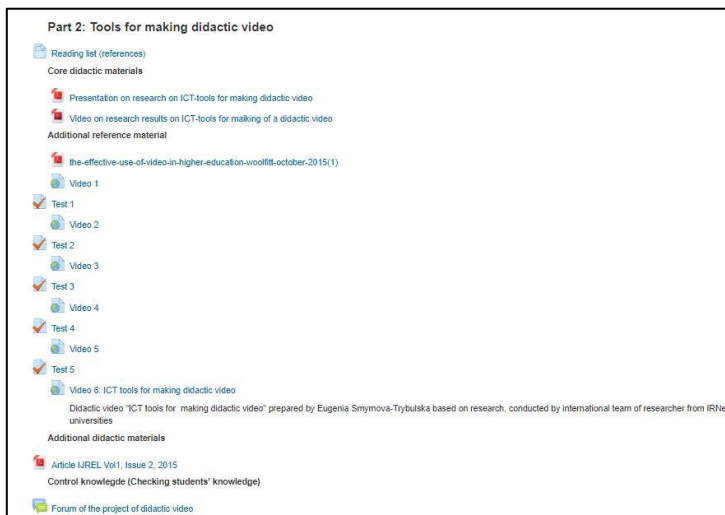 Part 2: Tools for making didactic video
Reading list (references)
Core didactic materials
Presentation on research on ICT-tools for making didactic video
Video on research results on ICT-tools for maiking of a didactic video
Additional reference material
the-effective-use-of-video-in-higher-education-woolfitt-october-2015(1)
Video 1
Test 1
Video 2
Test 2
Video 3
Test 3
Video 4
Test 4
Video 5
Test 5
Video 6: ICT tools for making didactic video
Didactic video "ICT tools for making didactic video" prepared by Eugenia Smyrnova-Trybulska based on research, conducted by international team of researcher from IRNe
universities
Additional didactic materials
Article IJREL Vol1, Issue 2, 2015
Control knowlegde (Checking students' knowledge)
Forum of the project of didactic video